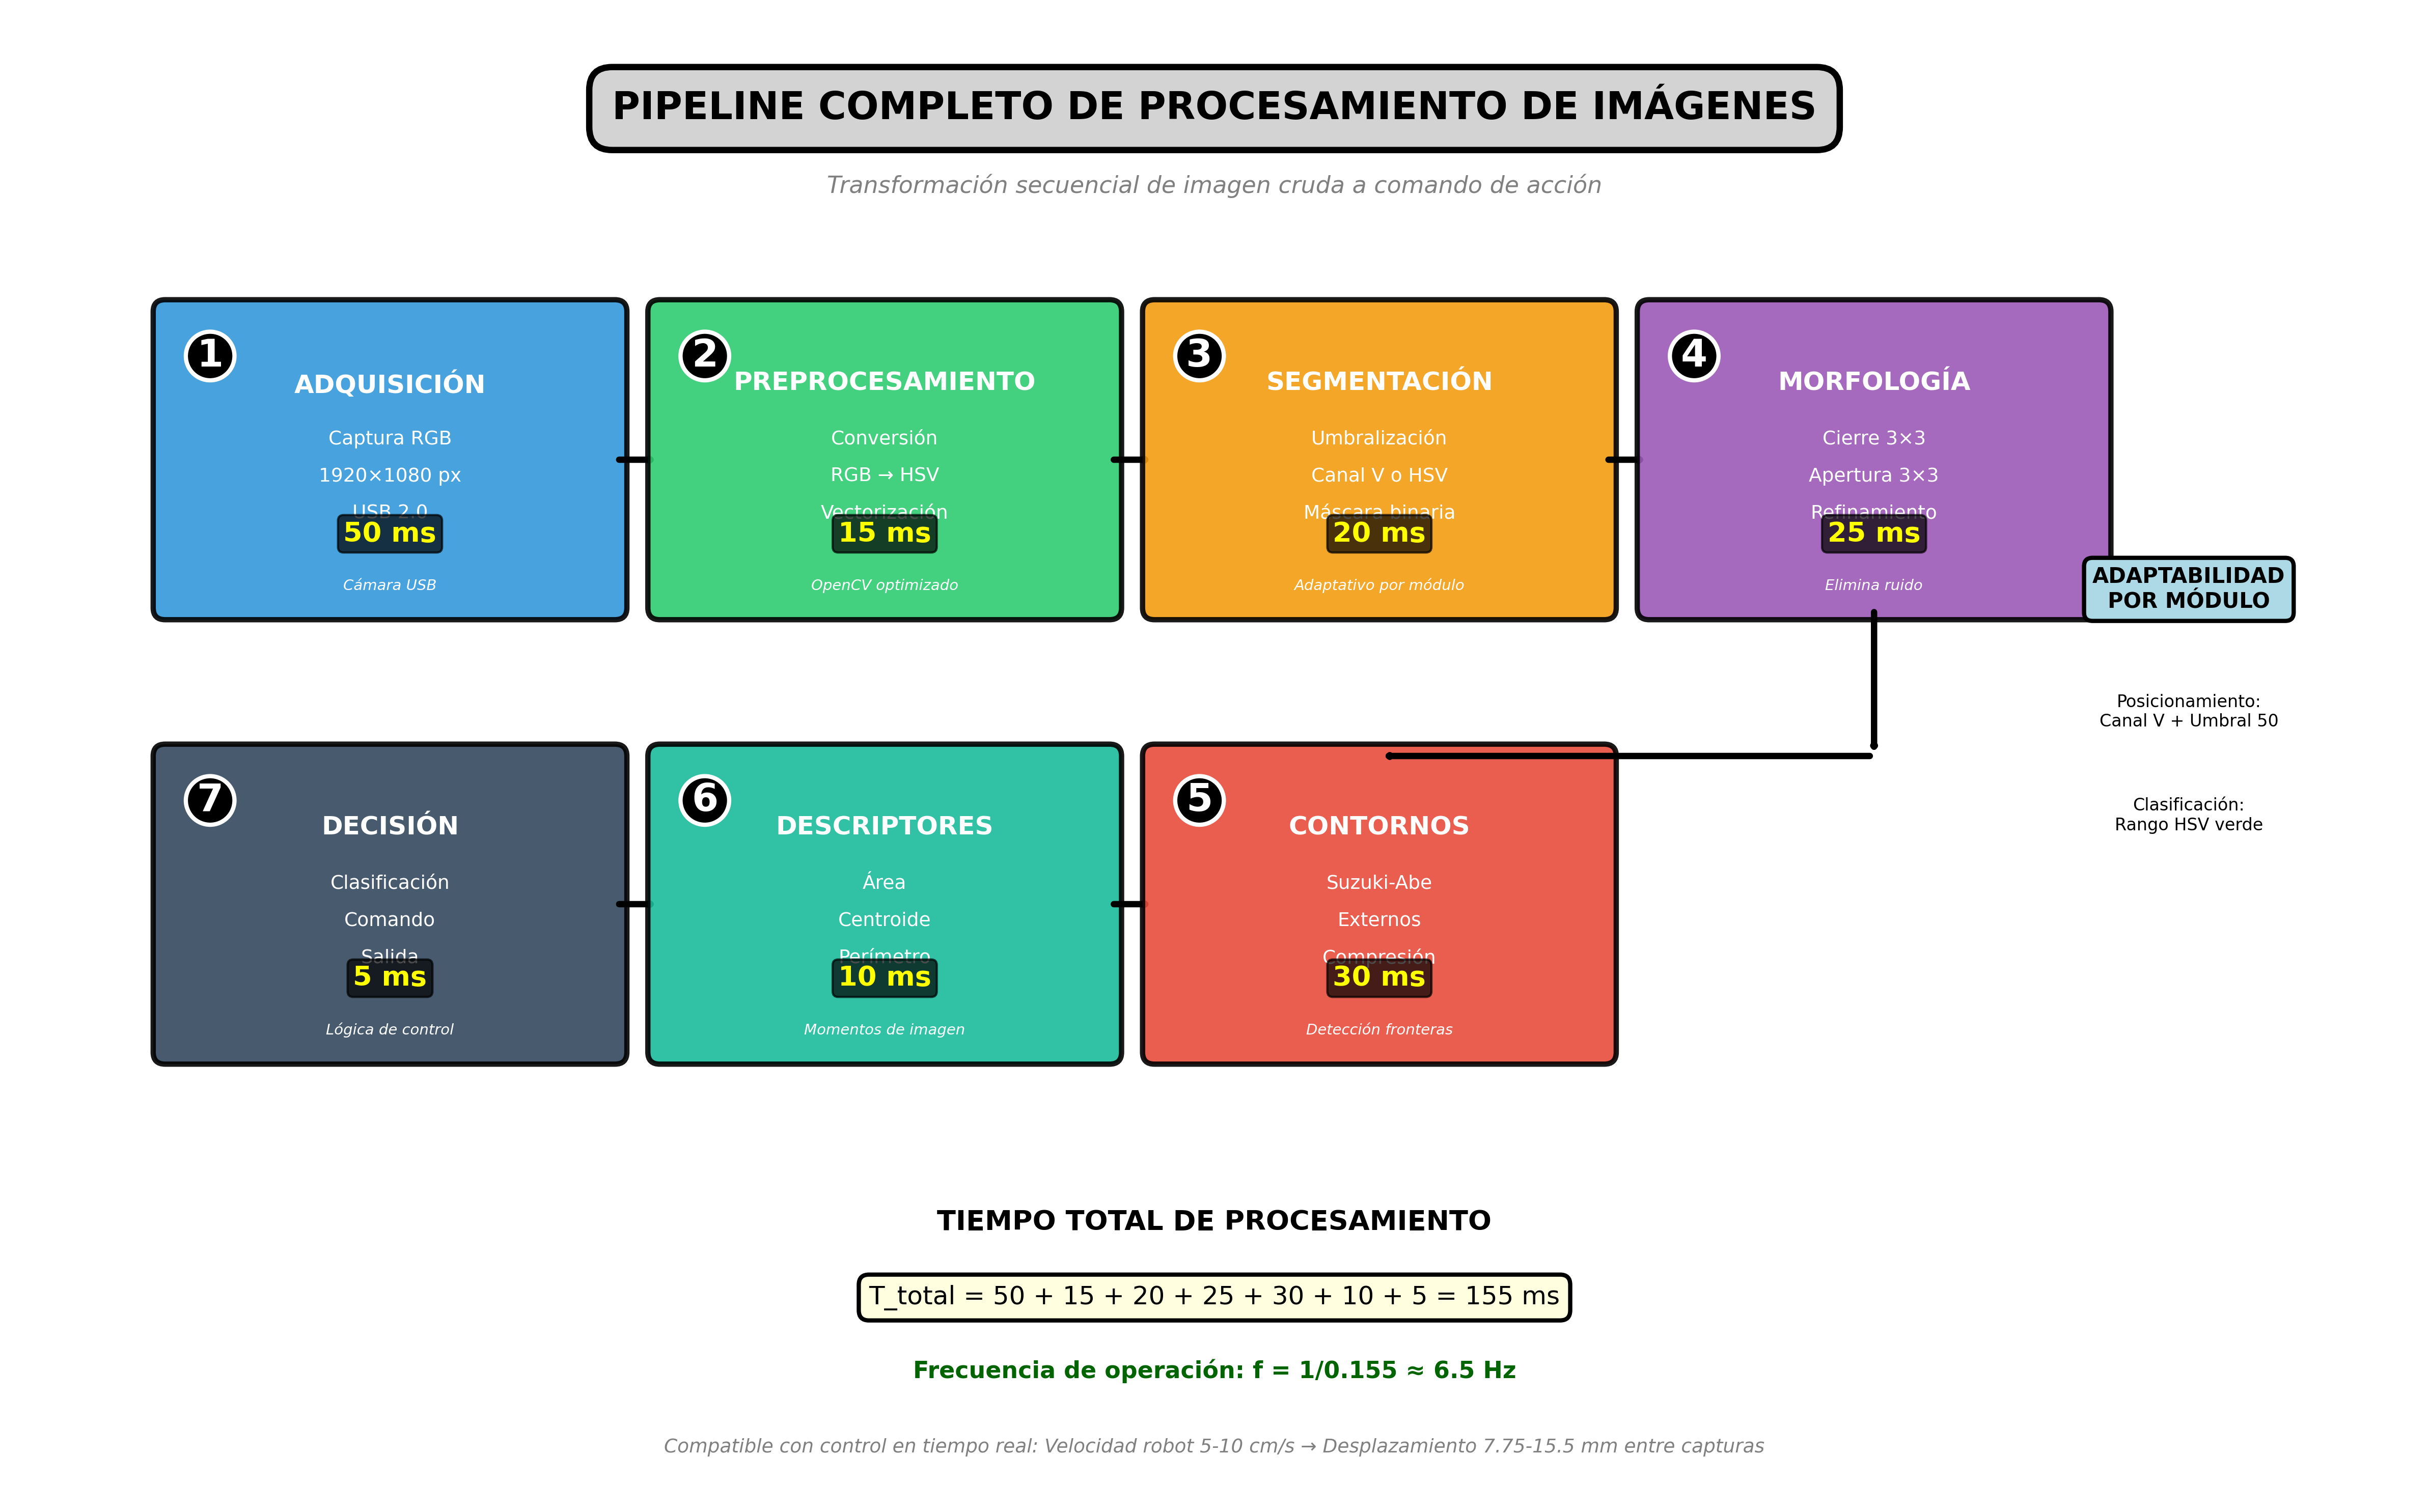 PIPELINE COMPLETO DE PROCESAMIENTO DE IMÁGENES
Transformación secuencial de imagen cruda a comando de acción
1
ADQUISICIÓN
Captura RGB
1920×1080 px
USB 2.0
50 ms
Cámara USB
2
PREPROCESAMIENTO
Conversión
RGB → HSV
Vectorización
15 ms
OpenCV optimizado
3
SEGMENTACIÓN
Umbralización
Canal V o HSV
Máscara binaria
20 ms
Adaptativo por módulo
4
MORFOLOGÍA
Cierre 3×3
Apertura 3×3
Refinamiento
25 ms
Elimina ruido
ADAPTABILIDAD
POR MÓDULO
Posicionamiento:
Canal V + Umbral 50
Clasificación:
Rango HSV verde
7
DECISIÓN
Clasificación
Comando
Salida
5 ms
Lógica de control
6
DESCRIPTORES
Área
Centroide
Perímetro
10 ms
Momentos de imagen
5
CONTORNOS
Suzuki-Abe
Externos
Compresión
30 ms
Detección fronteras
TIEMPO TOTAL DE PROCESAMIENTO
T_total = 50 + 15 + 20 + 25 + 30 + 10 + 5 = 155 ms
Frecuencia de operación: f = 1/0.155 ≈ 6.5 Hz
Compatible con control en tiempo real: Velocidad robot 5-10 cm/s → Desplazamiento 7.75-15.5 mm entre capturas